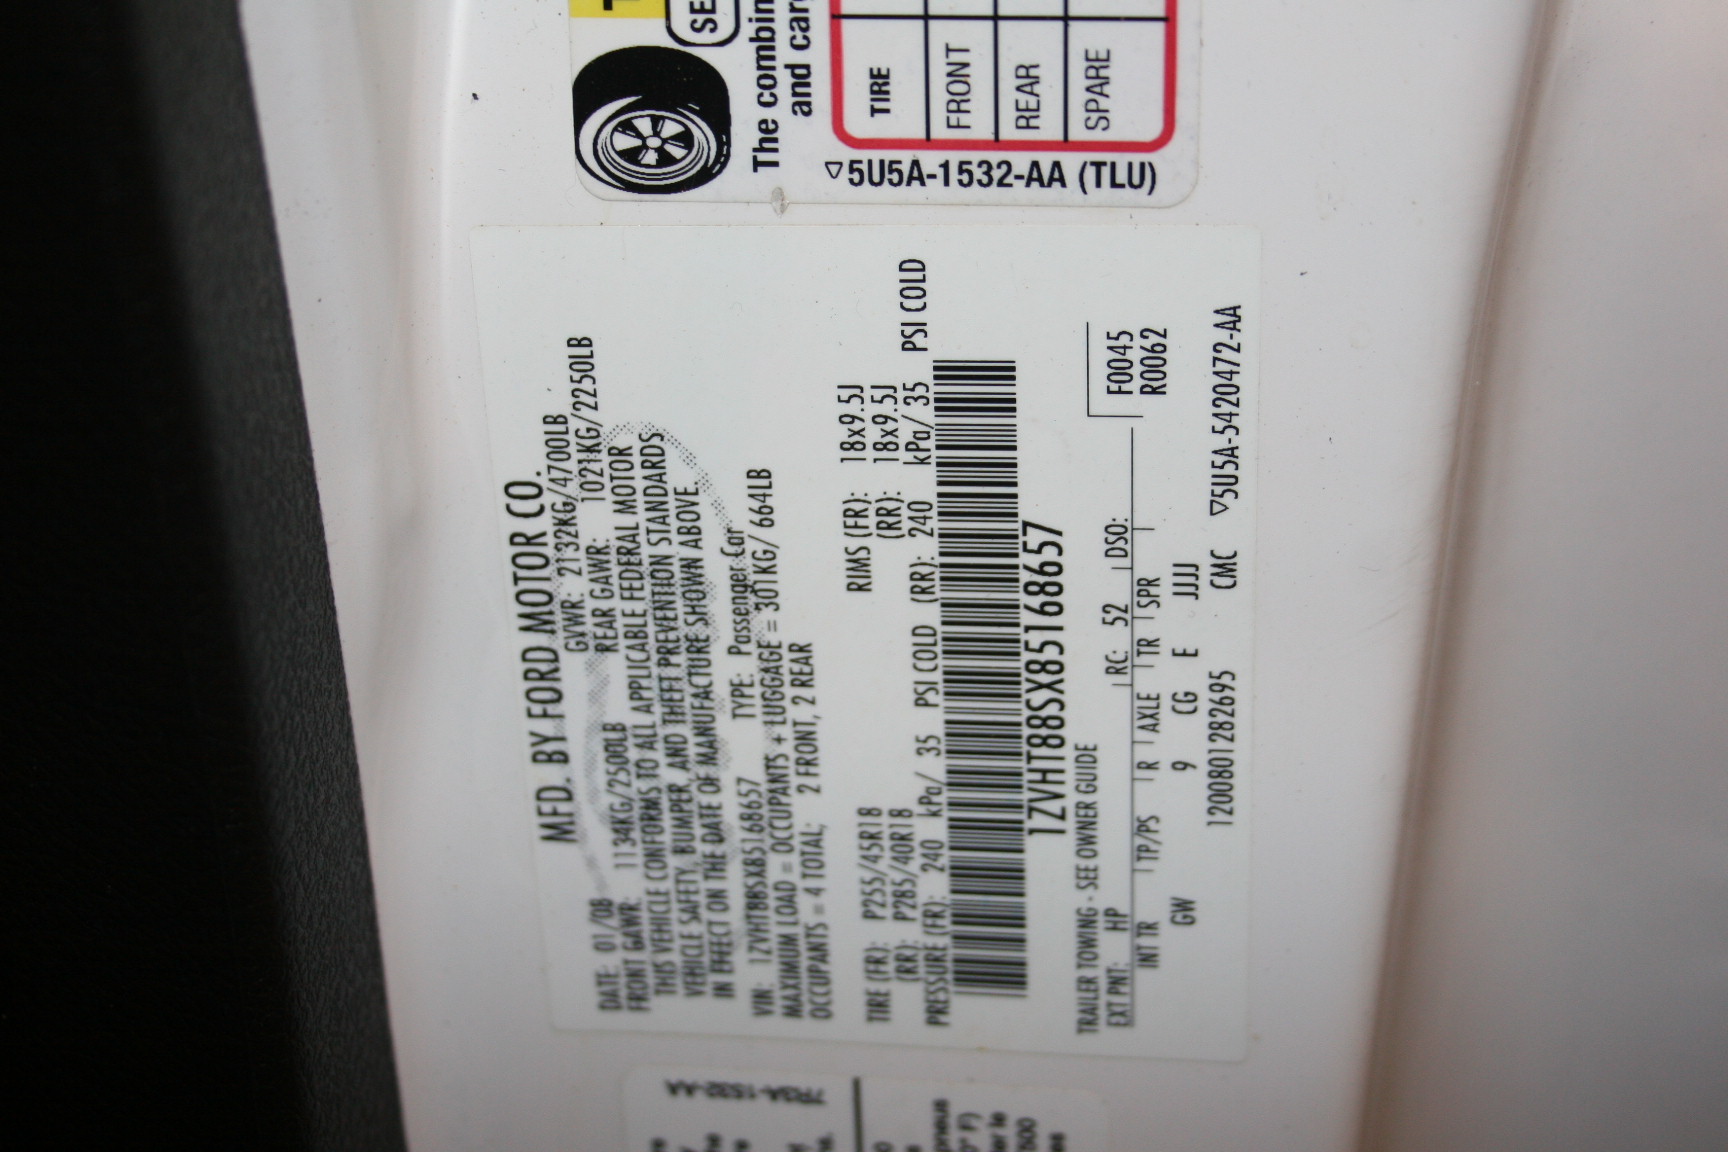 SE
The combin
and car
TIRE
FRONT
REAR
SPARE
▽5U5A-1532-AA (TLU)
MFD. BY FORD MOTOR CO.
DATE: 01/08 GVWR: 2132KG/4700LB
FRONT GAWR: 1134KG/2500LB REAR GAWR: 1021KG/2250LB
THIS VEHICLE CONFORMS TO ALL APPLICABLE FEDERAL MOTOR
VEHICLE SAFETY, BUMPER, AND THEFT PREVENTION STANDARDS
IN EFFECT ON THE DATE OF MANUFACTURE SHOWN ABOVE.
VIN: 1ZVHT88SX85168657 TYPE: Passenger Car
MAXIMUM LOAD = OCCUPANTS + LUGGAGE = 301KG/ 664LB
OCCUPANTS = 4 TOTAL; 2 FRONT, 2 REAR
TIRE (FR): P255/45R18 RIMS (FR): 18x9.5J
(RR): P285/40R18 (RR): 18x9.5J
PRESSURE (FR): 240 kPa/ 35 PSI COLD (RR): 240 kPa/ 35 PSI COLD
1ZVHT88SX85168657
TRAILER TOWING - SEE OWNER GUIDE
EXT PNT: HP RC: 52 DSO: F0045
R0062
INT TR TP/PS R AXLE TR SPR
GW 9 CG E JJJJ
1200801282695 CMC ▽5U5A-5420472-AA